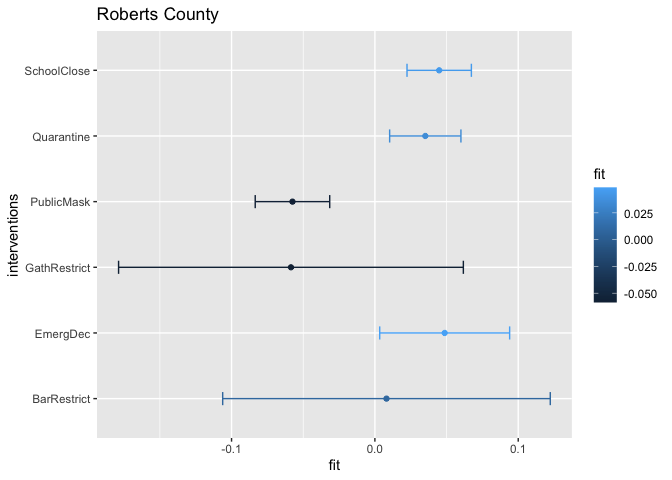 Roberts County
SchoolClose
Quarantine
PublicMask
GathRestrict
EmergDec
BarRestrict
interventions
-0.1
0.0
0.1
fit
fit
0.025
0.000
-0.025
-0.050